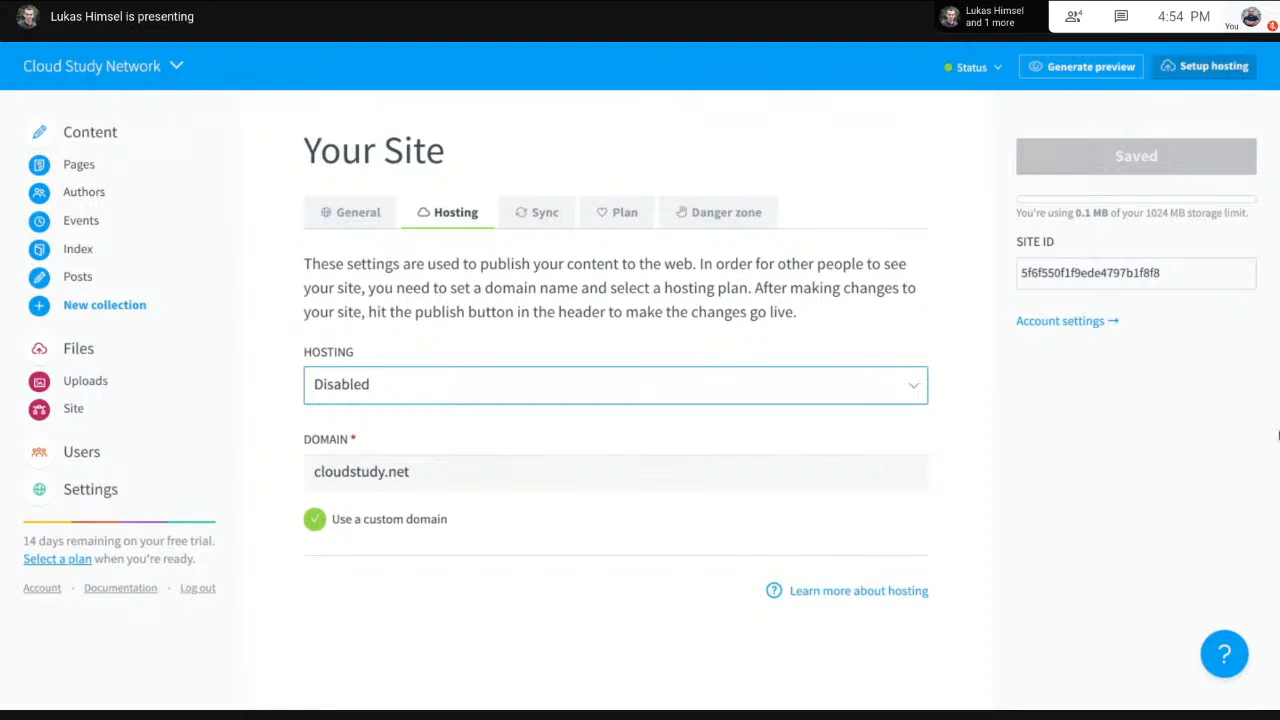 Lukas Himsel is presenting
Lukas Himsel
and 1 more
4
4:54 PM
You
Cloud Study Network
Status
Generate preview
Setup hosting
Content
Pages
Authors
Events
Index
Posts
New collection
Files
Uploads
Site
Users
Settings
14 days remaining on your free trial.
Select a plan when you're ready.
Account • Documentation • Log out
Your Site
General
Hosting
Sync
Plan
Danger zone
These settings are used to publish your content to the web. In order for other people to see
your site, you need to set a domain name and select a hosting plan. After making changes to
your site, hit the publish button in the header to make the changes go live.
HOSTING
Disabled
DOMAIN *
cloudstudy.net
Use a custom domain
? Learn more about hosting
Saved
You're using 0.1 MB of your 1024 MB storage limit.
SITE ID
5f6f550f1f9ede4797b1f8f8
Account settings →
?